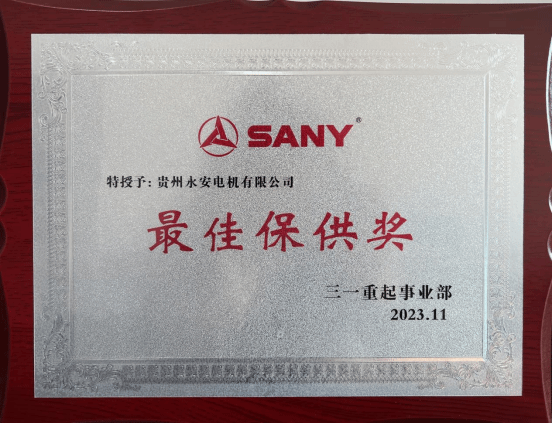 SANY®
特授予：贵州永安电机有限公司
最佳保供奖
三一重起事业部
2023.11